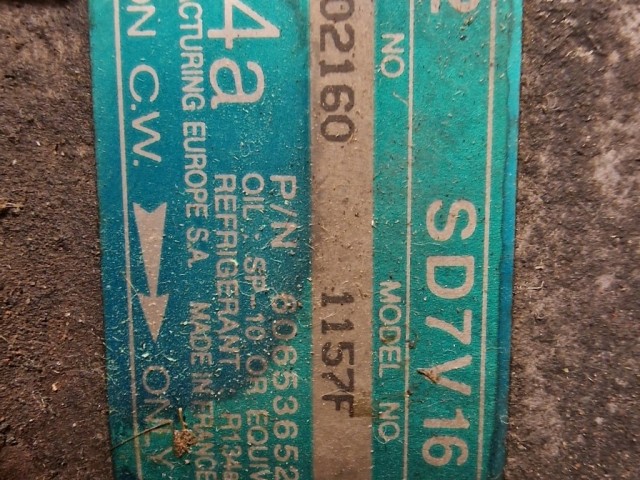 SD7V16
NO MODEL NO.
02160 1157F
P/N 60653652
OIL: SP-10 OR EQUIV
4a REFRIGERANT R134a
CTURING EUROPE S.A. MADE IN FRANCE
ON C.W. ONLY